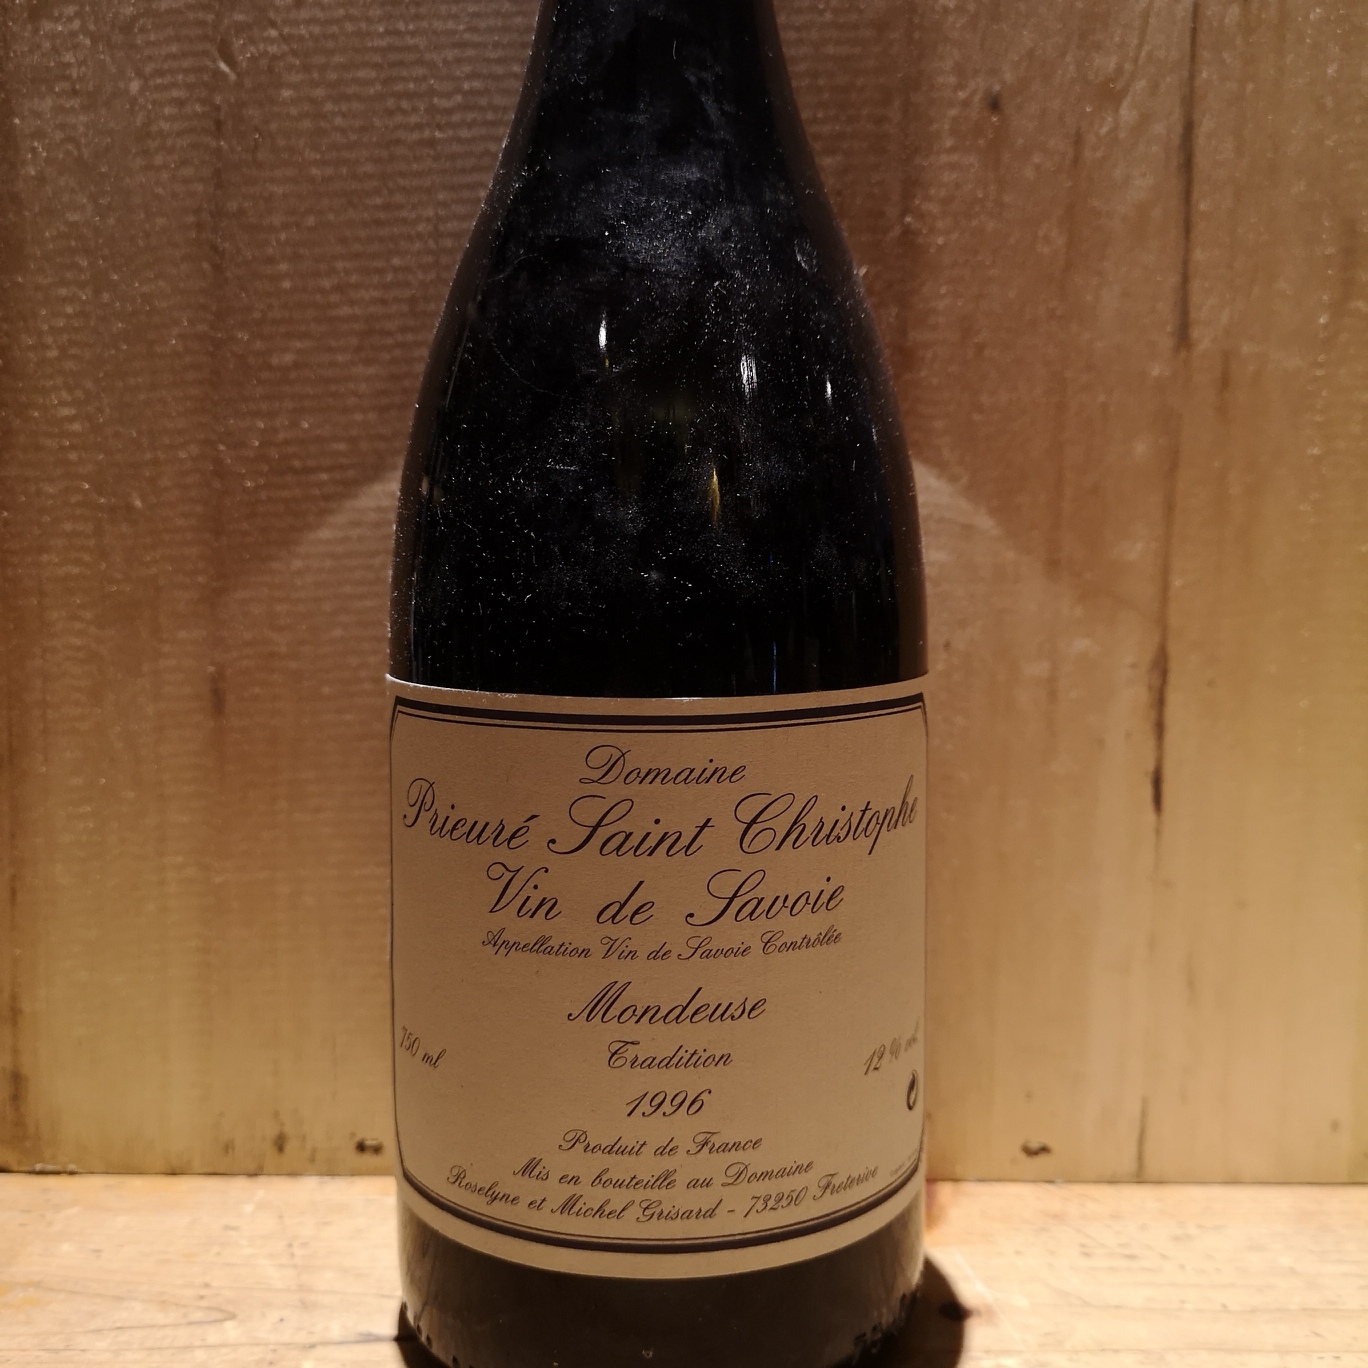 Domaine
Prieuré Saint Christophe
Vin de Savoie
Appellation Vin de Savoie Contrôlée
Mondeuse
750 ml
Tradition
12 % vol
1996
Produit de France
Mis en bouteille au Domaine
Roselyne et Michel Grisard - 73250 Freterive